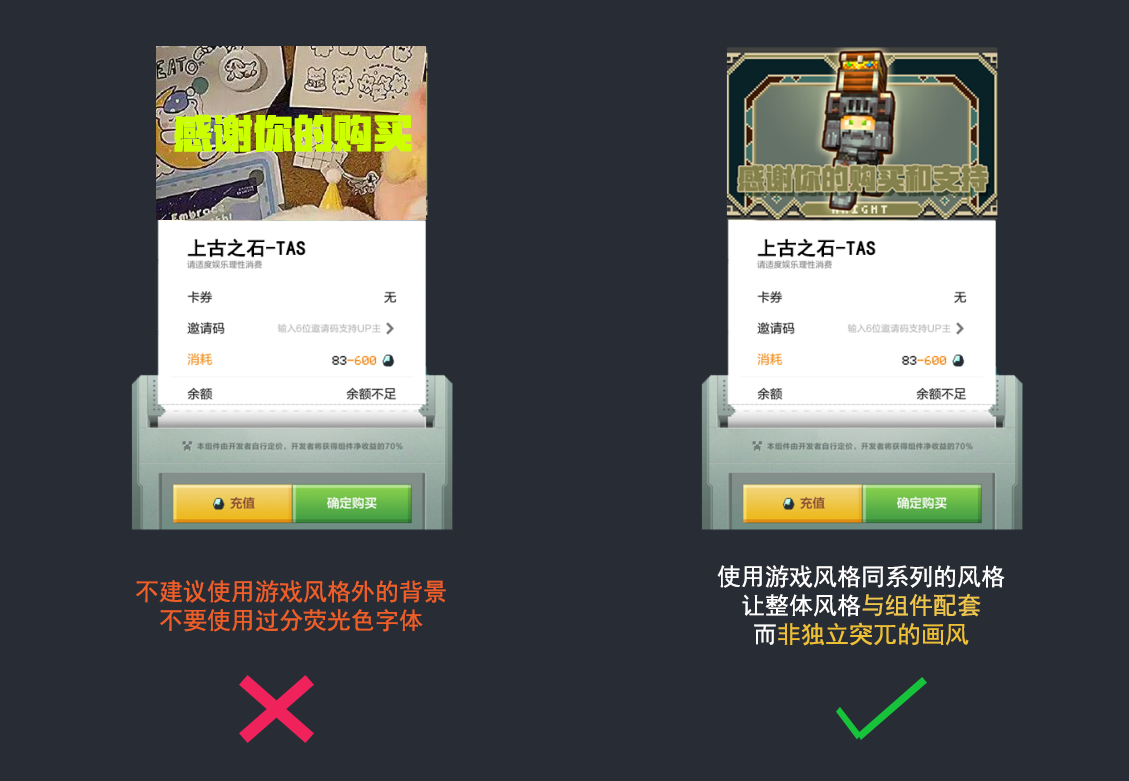 EATO
感谢你的购买
Embrace
上古之石-TAS
请适度娱乐理性消费
卡券 无
邀请码 输入6位邀请码支持UP主
消耗 83-600
余额 余额不足
本组件由开发者自行定价，开发者将获得组件净收益的70%
充值 确定购买
不建议使用游戏风格外的背景
不要使用过分荧光色字体
感谢你的购买和支持
KNIGHT
上古之石-TAS
请适度娱乐理性消费
卡券 无
邀请码 输入6位邀请码支持UP主
消耗 83-600
余额 余额不足
本组件由开发者自行定价，开发者将获得组件净收益的70%
充值 确定购买
使用游戏风格同系列的风格
让整体风格与组件配套
而非独立突兀的画风